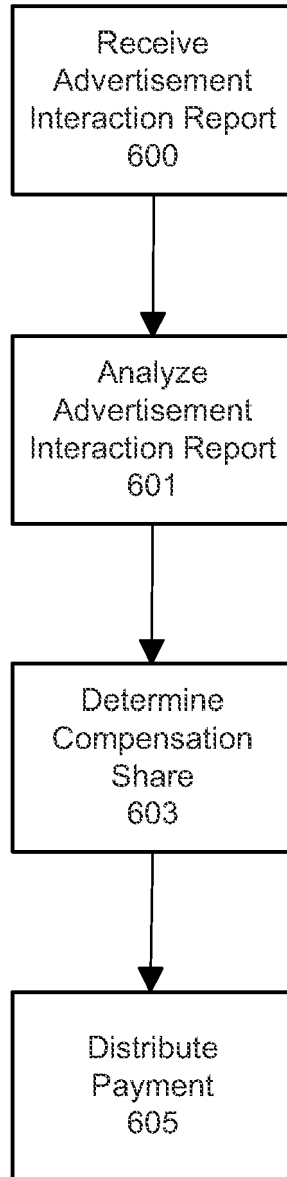 Receive
Advertisement
Interaction Report
600
Analyze
Advertisement
Interaction Report
601
Determine
Compensation
Share
603
Distribute
Payment
605